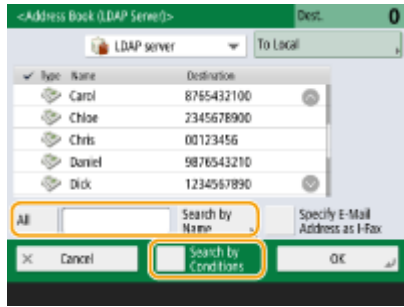 <Address Book (LDAP Server)> Dest. 0
LDAP server To Local
Type Name Destination
Carol 8765432100
Chloe 2345678900
Chris 00123456
Daniel 9876543210
Dick 1234567890
All Search by Name Specify E-Mail Address as I-Fax
Cancel Search by Conditions OK